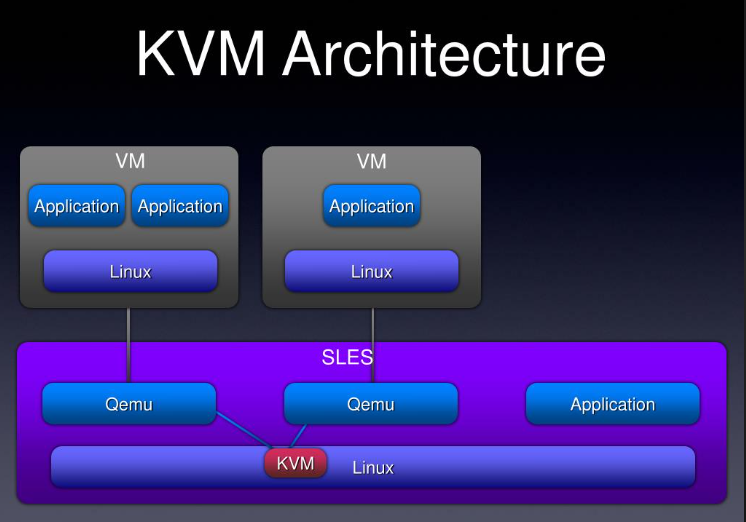 KVM Architecture
VM
VM
Application
Application
Application
Linux
Linux
SLES
Qemu
Qemu
Application
KVM
Linux